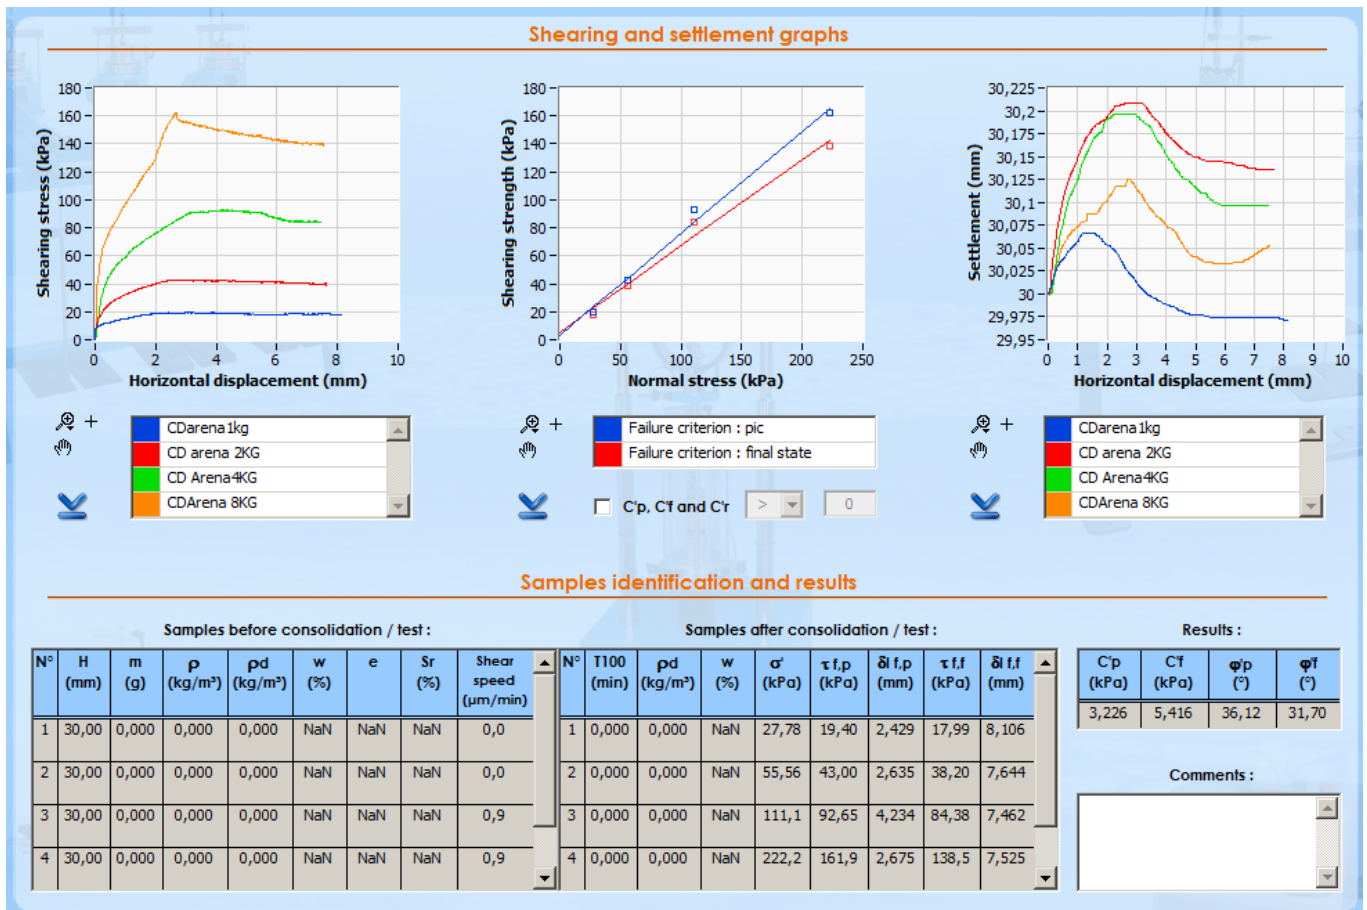 Shearing and settlement graphs
Shearing stress (kPa)
180
160
140
120
100
80
60
40
20
0
0 2 4 6 8 10
Horizontal displacement (mm)
Shearing strength (kPa)
180
160
140
120
100
80
60
40
20
0
0 50 100 150 200 250
Normal stress (kPa)
Settlement (mm)
30,225
30,2
30,175
30,15
30,125
30,1
30,075
30,05
30,025
30
29,975
29,95
0 1 2 3 4 5 6 7 8 9 10
Horizontal displacement (mm)
CDarena1kg
CD arena 2KG
CD Arena4KG
CDArena 8KG
Failure criterion : pic
Failure criterion : final state
C'p, C'f and C'r > 0
CDarena1kg
CD arena 2KG
CD Arena4KG
CDArena 8KG
Samples identification and results
Samples before consolidation / test :
N° H (mm) m (g) ρ (kg/m³) ρd (kg/m³) w (%) e Sr (%) Shear speed (µm/min)
1 30,00 0,000 0,000 0,000 NaN NaN NaN 0,0
2 30,00 0,000 0,000 0,000 NaN NaN NaN 0,0
3 30,00 0,000 0,000 0,000 NaN NaN NaN 0,9
4 30,00 0,000 0,000 0,000 NaN NaN NaN 0,9
Samples after consolidation / test :
N° T100 (min) ρd (kg/m³) w (%) σ' (kPa) τ f,p (kPa) δl f,p (mm) τ f,f (kPa) δl f,f (mm)
1 0,000 0,000 NaN 27,78 19,40 2,429 17,99 8,106
2 0,000 0,000 NaN 55,56 43,00 2,635 38,20 7,644
3 0,000 0,000 NaN 111,1 92,65 4,234 84,38 7,462
4 0,000 0,000 NaN 222,2 161,9 2,675 138,5 7,525
Results :
C'p (kPa) C'f (kPa) φ'p (°) φ'f (°)
3,226 5,416 36,12 31,70
Comments :